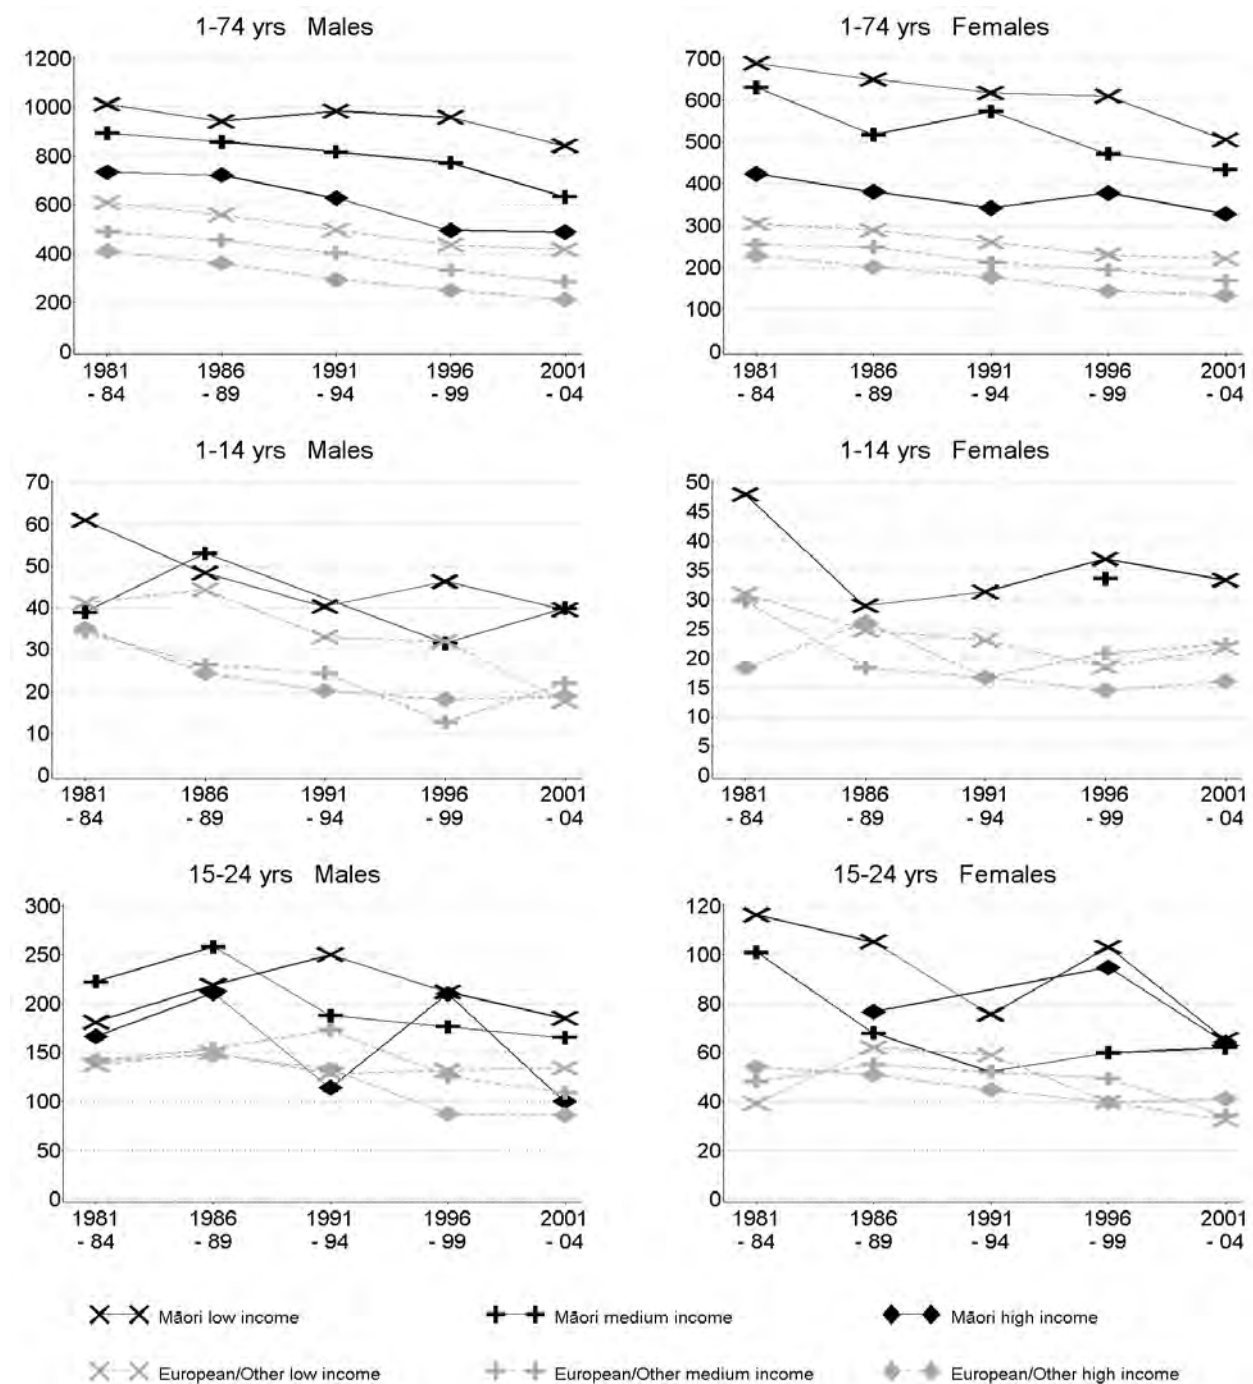 1-74 yrs Males
1200
1000
800
600
400
200
0
1981 1986 1991 1996 2001
- 84 - 89 - 94 - 99 - 04
1-74 yrs Females
700
600
500
400
300
200
100
0
1981 1986 1991 1996 2001
- 84 - 89 - 94 - 99 - 04
1-14 yrs Males
70
60
50
40
30
20
10
0
1981 1986 1991 1996 2001
- 84 - 89 - 94 - 99 - 04
1-14 yrs Females
50
45
40
35
30
25
20
15
10
5
0
1981 1986 1991 1996 2001
- 84 - 89 - 94 - 99 - 04
15-24 yrs Males
300
250
200
150
100
50
0
1981 1986 1991 1996 2001
- 84 - 89 - 94 - 99 - 04
15-24 yrs Females
120
100
80
60
40
20
0
1981 1986 1991 1996 2001
- 84 - 89 - 94 - 99 - 04
Māori low income Māori medium income Māori high income
European/Other low income European/Other medium income European/Other high income